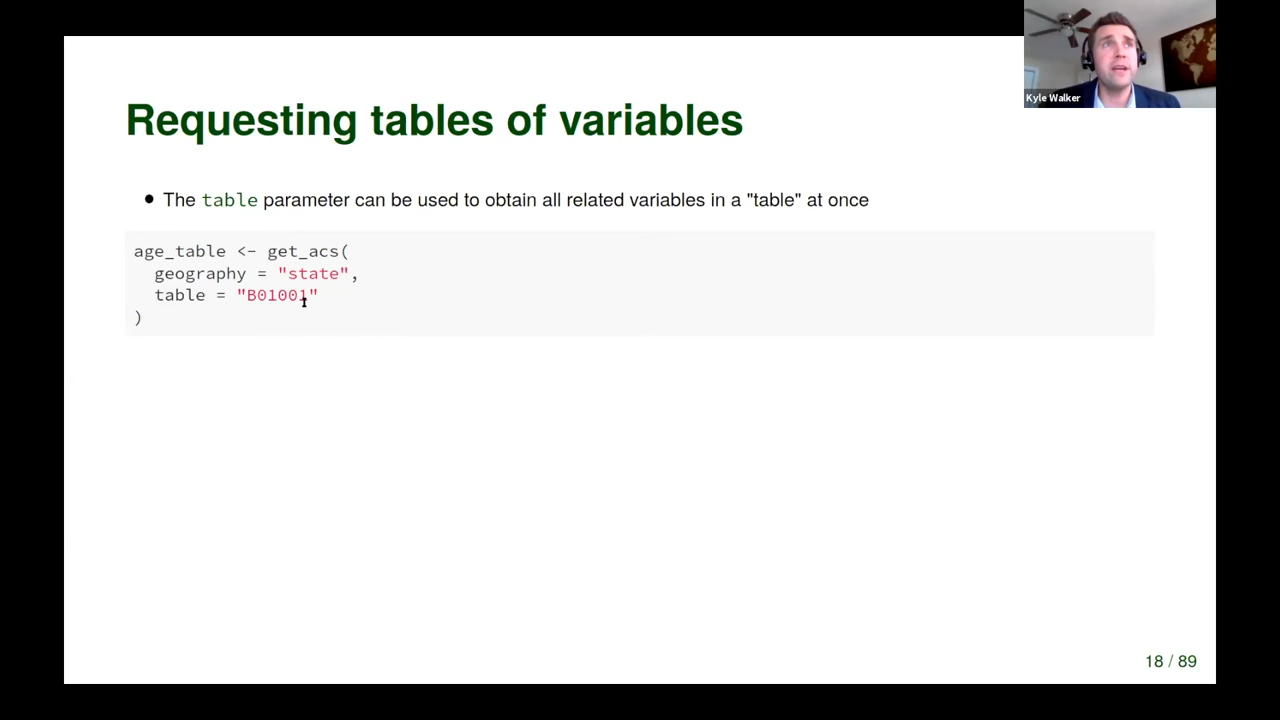 Kyle Walker
Requesting tables of variables
• The table parameter can be used to obtain all related variables in a "table" at once
age_table <- get_acs(
  geography = "state",
  table = "B01001"
)
18 / 89